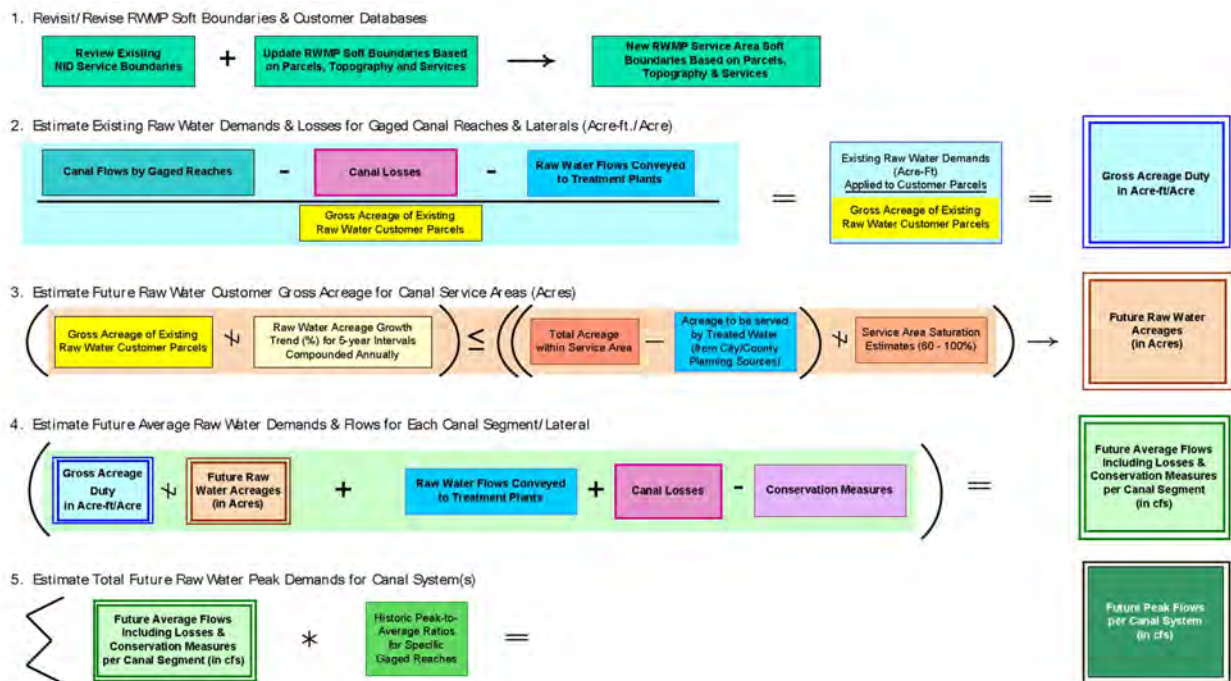 1. Revisit/Revise RWMP Soft Boundaries & Customer Databases
Review Existing
NID Service Boundaries
+
Update RWMP Soft Boundaries Based
on Parcels, Topography and Services
→
New RWMP Service Area Soft
Boundaries Based on Parcels,
Topography & Services
2. Estimate Existing Raw Water Demands & Losses for Gaged Canal Reaches & Laterals (Acre-ft./Acre)
Canal Flows by Gaged Reaches
-
Canal Losses
-
Raw Water Flows Conveyed
to Treatment Plants
Gross Acreage of Existing
Raw Water Customer Parcels
=
Existing Raw Water Demands
(Acre-Ft)
Applied to Customer Parcels
Gross Acreage of Existing
Raw Water Customer Parcels
=
Gross Acreage Duty
in Acre-ft/Acre
3. Estimate Future Raw Water Customer Gross Acreage for Canal Service Areas (Acres)
(
Gross Acreage of Existing
Raw Water Customer Parcels
*
Raw Water Acreage Growth
Trend (%) for 5-year Intervals
Compounded Annually
)
≤
((
Total Acreage
within Service Area
—
Acreage to be served
by Treated Water
(from City/County
Planning Sources/
)
*
Service Area Saturation
Estimates (60 - 100%)
)
→
Future Raw Water
Acreages
(in Acres)
4. Estimate Future Average Raw Water Demands & Flows for Each Canal Segment/Lateral
(
Gross Acreage
Duty
in Acre-ft/Acre
*
Future Raw
Water Acreages
(in Acres)
+
Raw Water Flows Conveyed
to Treatment Plants
+
Canal Losses
-
Conservation Measures
)
=
Future Average Flows
Including Losses &
Conservation Measures
per Canal Segment
(in cfs)
5. Estimate Total Future Raw Water Peak Demands for Canal System(s)
Σ
Future Average Flows
Including Losses &
Conservation Measures
per Canal Segment (in cfs)
*
Historic Peak-to-
Average Ratios
for Specific
Gaged Reaches
=
Future Peak Flows
per Canal System
(in cfs)